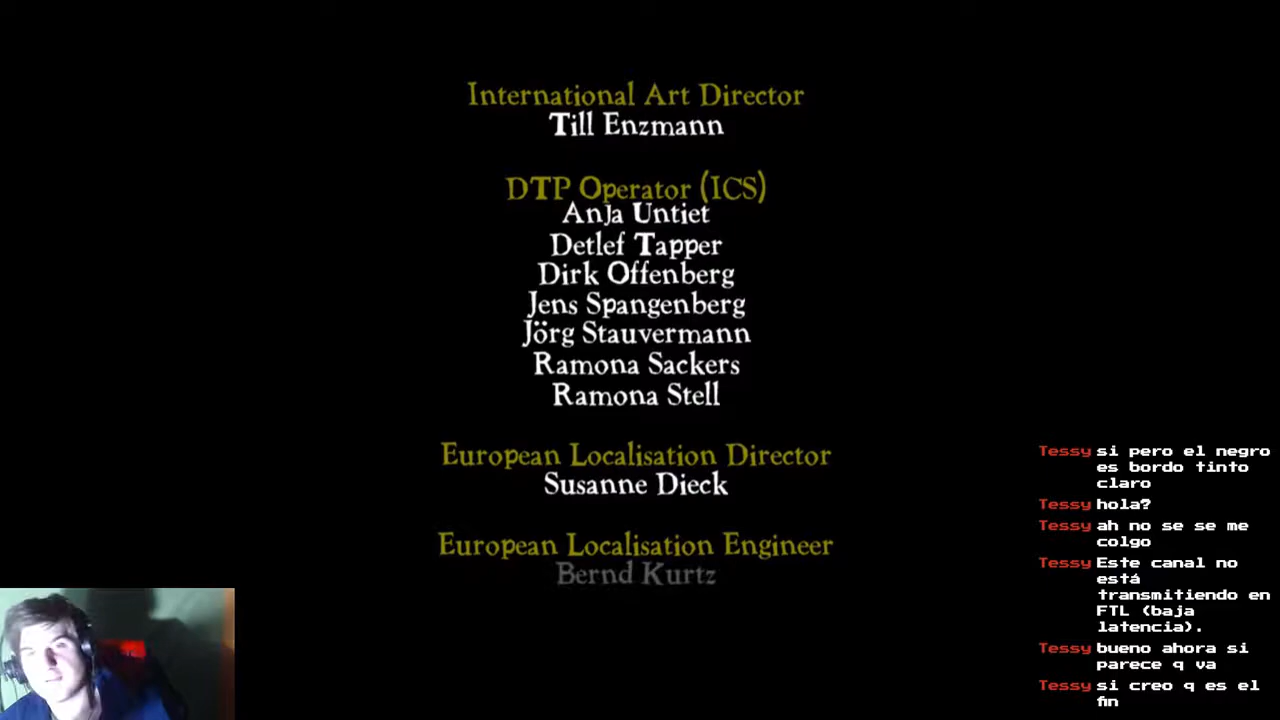 International Art Director
Till Enzmann
DTP Operator (ICS)
Anja Untiet
Detlef Tapper
Dirk Offenberg
Jens Spangenberg
Jörg Stauvermann
Ramona Sackers
Ramona Stell
European Localisation Director
Susanne Dieck
European Localisation Engineer
Bernd Kurtz
Tessy si pero el negro
es bordo tinto
claro
Tessy hola?
Tessy ah no se se me
colgo
Tessy Este canal no
está
transmitiendo en
FTL (baja
latencia).
Tessy bueno ahora si
parece q va
Tessy si creo q es el
fin